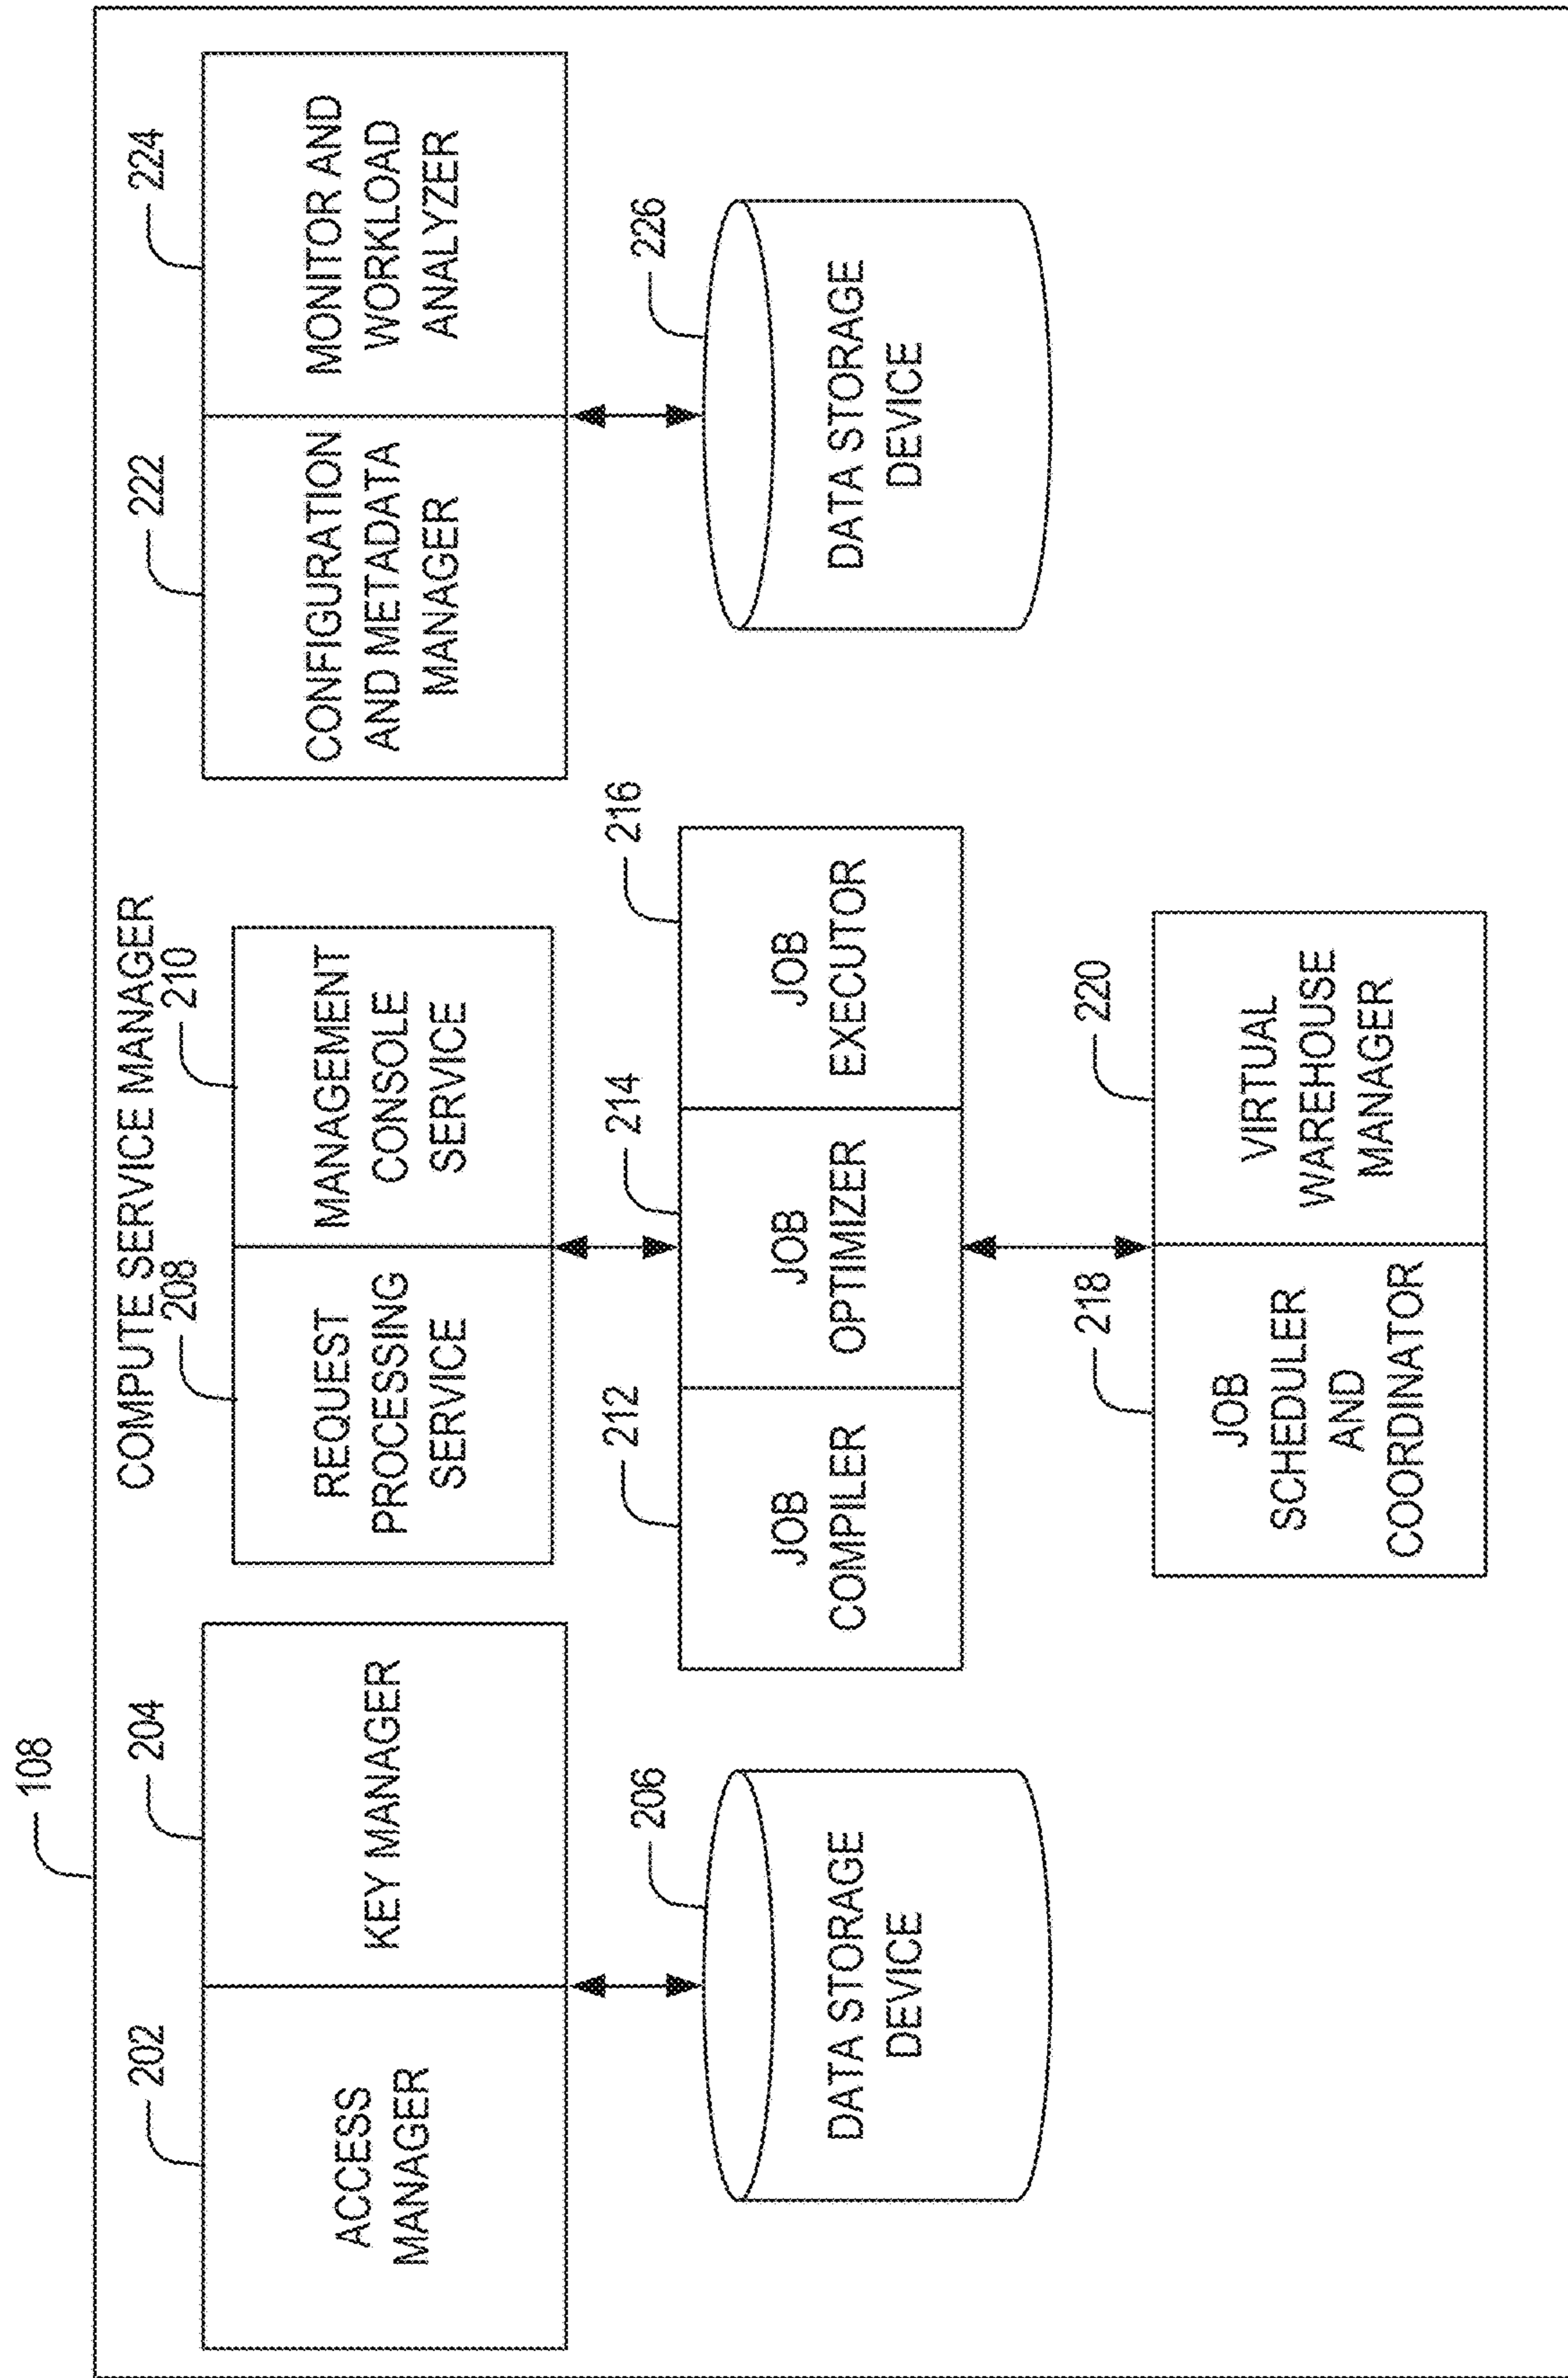 108
COMPUTE SERVICE MANAGER
202
204
ACCESS
MANAGER
KEY MANAGER
206
DATA STORAGE
DEVICE
208
210
REQUEST
PROCESSING
SERVICE
MANAGEMENT
CONSOLE
SERVICE
212
214
216
JOB
COMPILER
JOB
OPTIMIZER
JOB
EXECUTOR
218
220
JOB
SCHEDULER
AND
COORDINATOR
VIRTUAL
WAREHOUSE
MANAGER
222
224
CONFIGURATION
AND METADATA
MANAGER
MONITOR AND
WORKLOAD
ANALYZER
226
DATA STORAGE
DEVICE